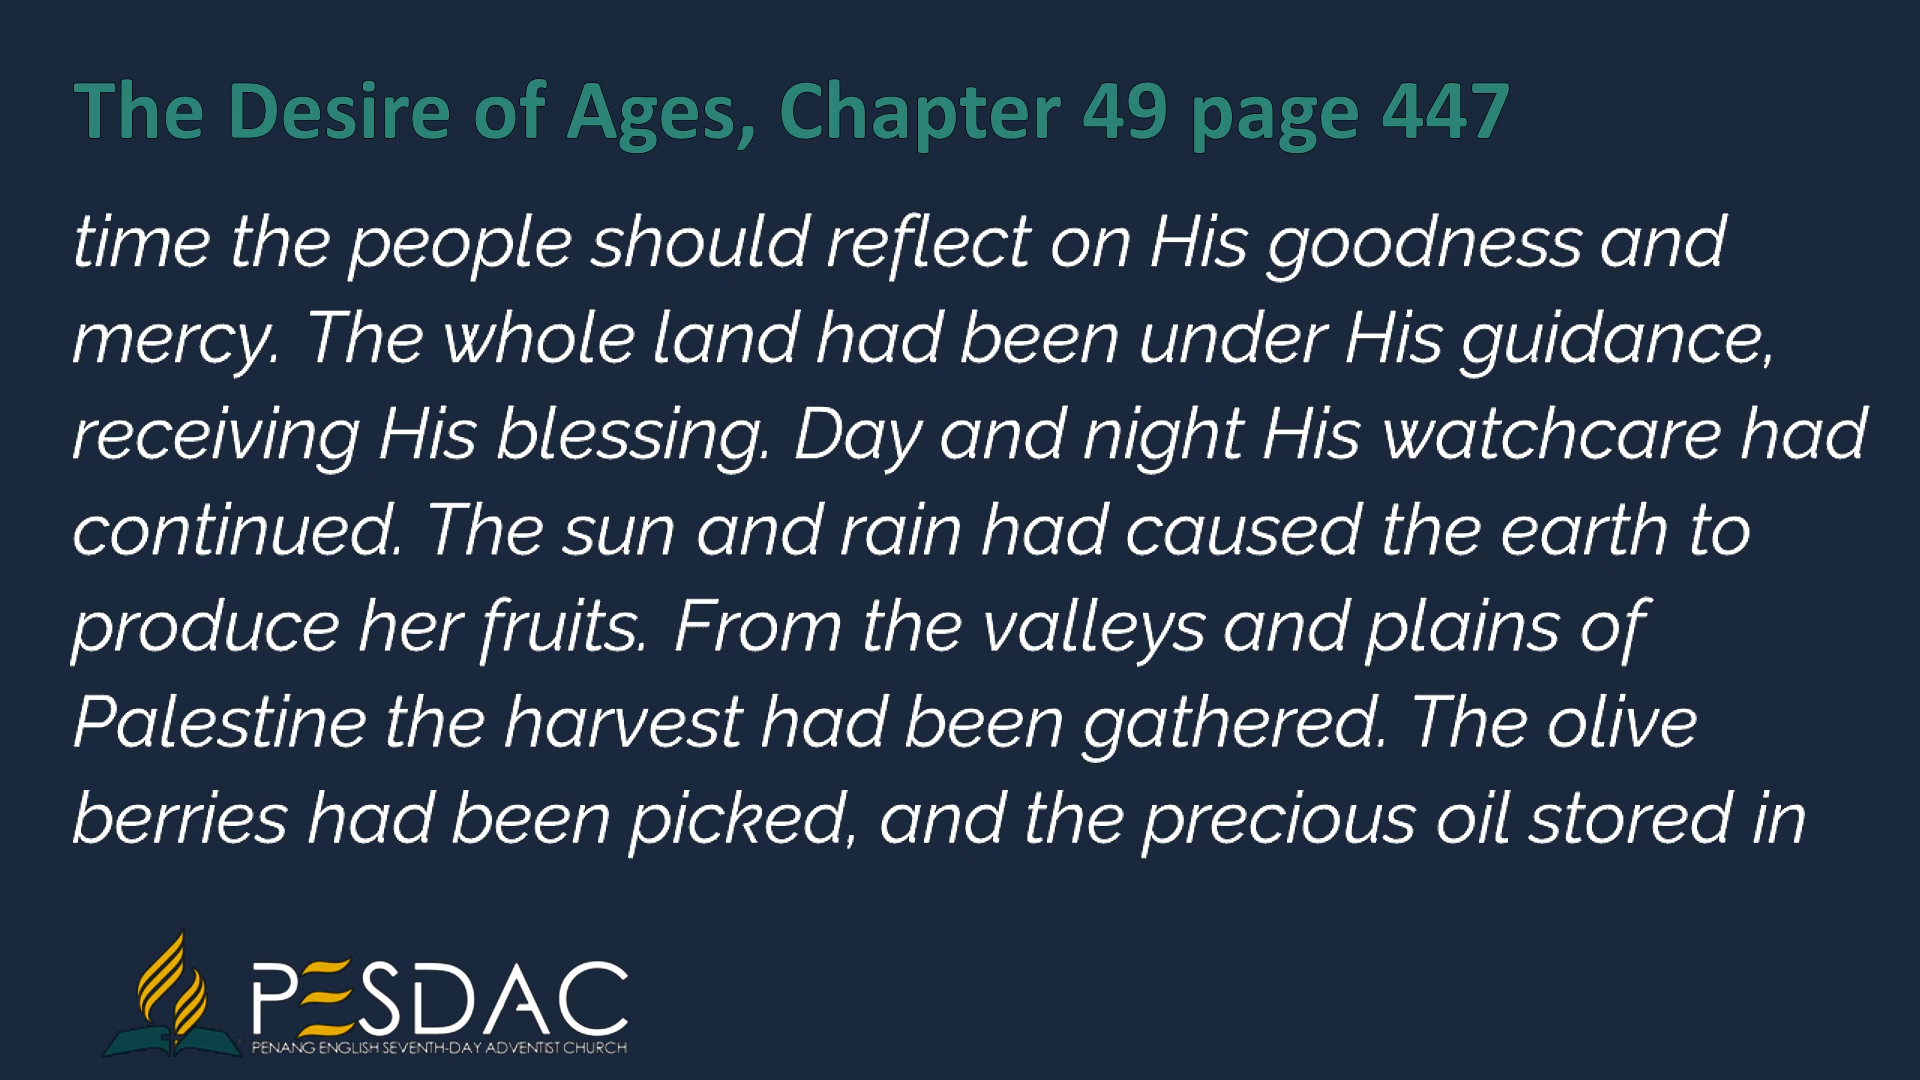 The Desire of Ages, Chapter 49 page 447
time the people should reflect on His goodness and
mercy. The whole land had been under His guidance,
receiving His blessing. Day and night His watchcare had
continued. The sun and rain had caused the earth to
produce her fruits. From the valleys and plains of
Palestine the harvest had been gathered. The olive
berries had been picked, and the precious oil stored in
PESDAC
PENANG ENGLISH SEVENTH-DAY ADVENTIST CHURCH